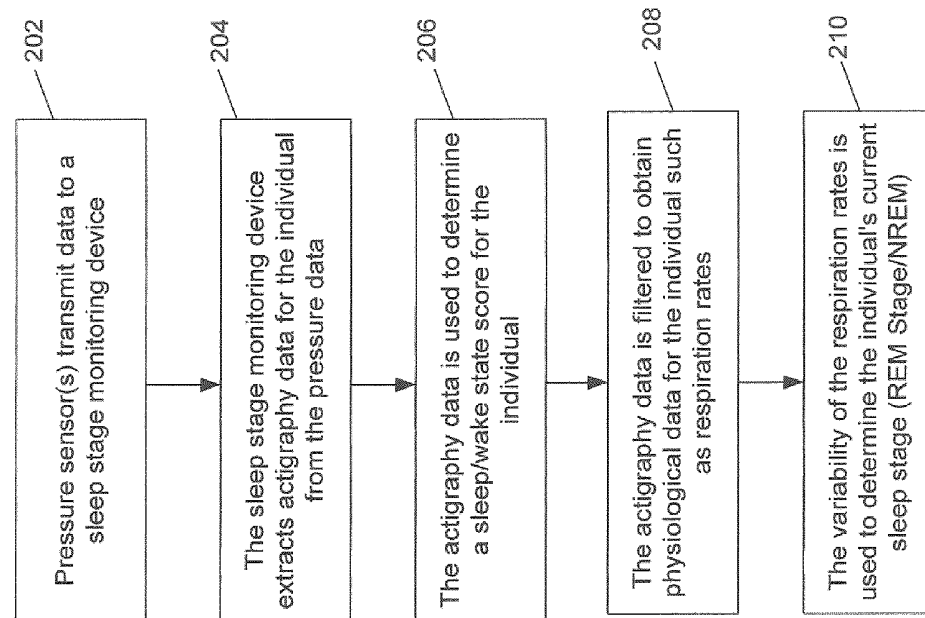 202
Pressure sensor(s) transmit data to a
sleep stage monitoring device
204
The sleep stage monitoring device
extracts actigraphy data for the individual
from the pressure data
206
The actigraphy data is used to determine
a sleep/wake state score for the
individual
208
The actigraphy data is filtered to obtain
physiological data for the individual such
as respiration rates
210
The variability of the respiration rates is
used to determine the individual's current
sleep stage (REM Stage/NREM)